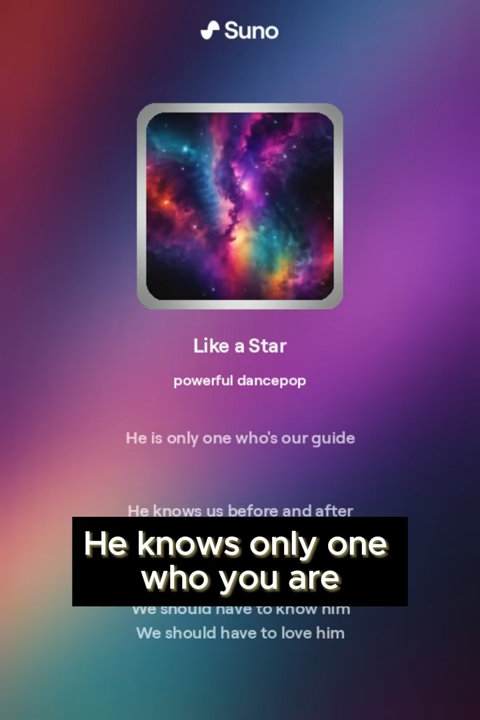 Suno
Like a Star
powerful dancepop
He is only one who's our guide
He knows us before and after
He knows only one
who you are
We should have to know him
We should have to love him